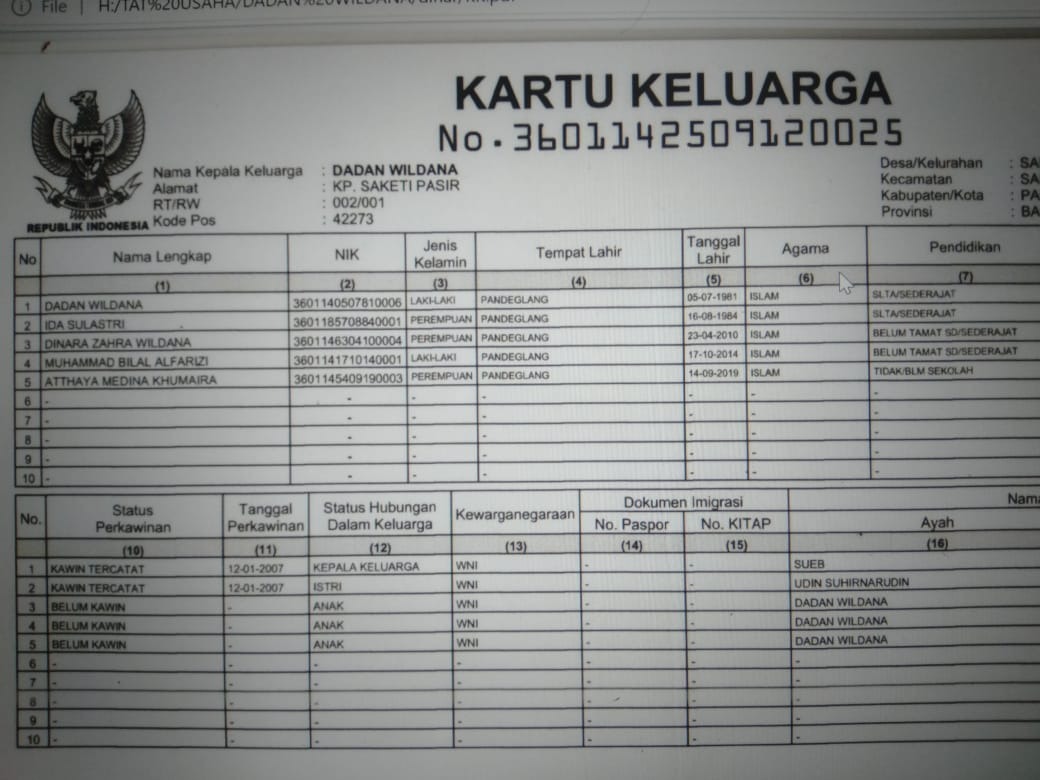 File | H:/TAT%20USAHA/DADAN%20WILDANA/
KARTU KELUARGA
No. 3601142509120025
REPUBLIK INDONESIA
Nama Kepala Keluarga : DADAN WILDANA
Alamat : KP. SAKETI PASIR
RT/RW : 002/001
Kode Pos : 42273
Desa/Kelurahan : SA
Kecamatan : SA
Kabupaten/Kota : PA
Provinsi : BA
No Nama Lengkap NIK Jenis Kelamin Tempat Lahir Tanggal Lahir Agama Pendidikan
(1) (2) (3) (4) (5) (6) (7)
1 DADAN WILDANA 3601140507810006 LAKI-LAKI PANDEGLANG 05-07-1981 ISLAM SLTA/SEDERAJAT
2 IDA SULASTRI 3601185708840001 PEREMPUAN PANDEGLANG 16-08-1984 ISLAM SLTA/SEDERAJAT
3 DINARA ZAHRA WILDANA 3601146304100004 PEREMPUAN PANDEGLANG 23-04-2010 ISLAM BELUM TAMAT SD/SEDERAJAT
4 MUHAMMAD BILAL ALFARIZI 3601141710140001 LAKI-LAKI PANDEGLANG 17-10-2014 ISLAM BELUM TAMAT SD/SEDERAJAT
5 ATTHAYA MEDINA KHUMAIRA 3601145409190003 PEREMPUAN PANDEGLANG 14-09-2019 ISLAM TIDAK/BLM SEKOLAH
6 - - - - - - -
7 - - - - - - -
8 - - - - - - -
9 - - - - - - -
10 - - - - - - -
No. Status Perkawinan Tanggal Perkawinan Status Hubungan Dalam Keluarga Kewarganegaraan Dokumen Imigrasi Nama
No. Paspor No. KITAP Ayah
(10) (11) (12) (13) (14) (15) (16)
1 KAWIN TERCATAT 12-01-2007 KEPALA KELUARGA WNI - - SUEB
2 KAWIN TERCATAT 12-01-2007 ISTRI WNI - - UDIN SUHIRNARUDIN
3 BELUM KAWIN - ANAK WNI - - DADAN WILDANA
4 BELUM KAWIN - ANAK WNI - - DADAN WILDANA
5 BELUM KAWIN - ANAK WNI - - DADAN WILDANA
6 - - - - - - -
7 - - - - - - -
8 - - - - - - -
9 - - - - - - -
10 - - - - - - -